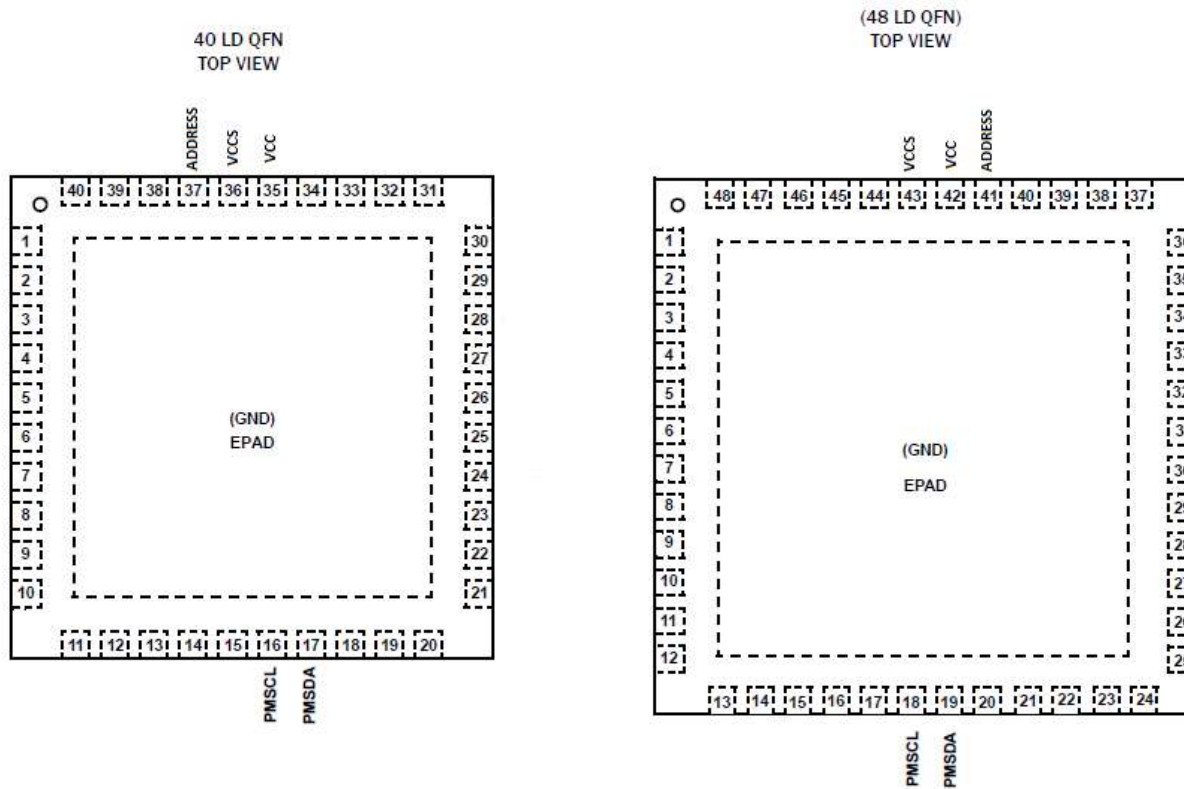 40 LD QFN
TOP VIEW
ADDRESS
VCCS
VCC
40 39 38 37 36 35 34 33 32 31
1
2
3
4
5
6
7
8
9
10
30
29
28
27
26
25
24
23
22
21
(GND)
EPAD
11 12 13 14 15 16 17 18 19 20
PMSCL
PMSDA
(48 LD QFN)
TOP VIEW
VCCS
VCC
ADDRESS
48 47 46 45 44 43 42 41 40 39 38 37
1
2
3
4
5
6
7
8
9
10
11
12
(GND)
EPAD
13 14 15 16 17 18 19 20 21 22 23 24
PMSCL
PMSDA